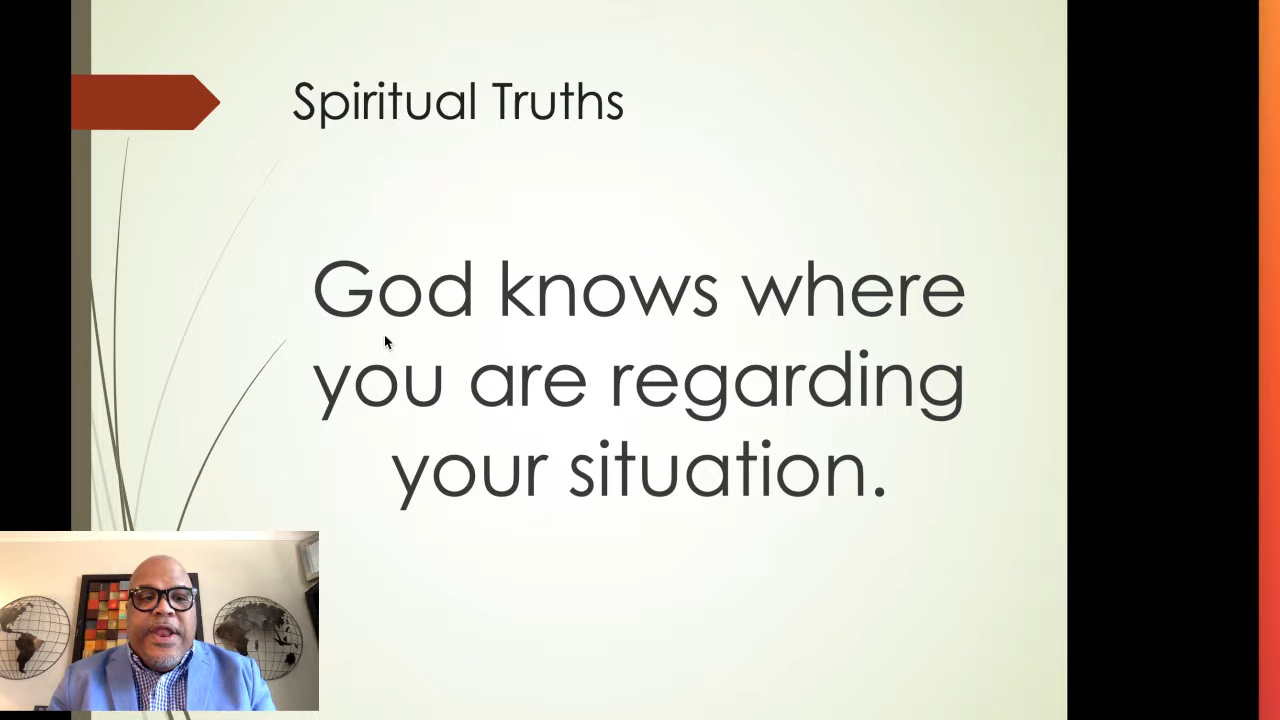 Spiritual Truths
God knows where
you are regarding
your situation.